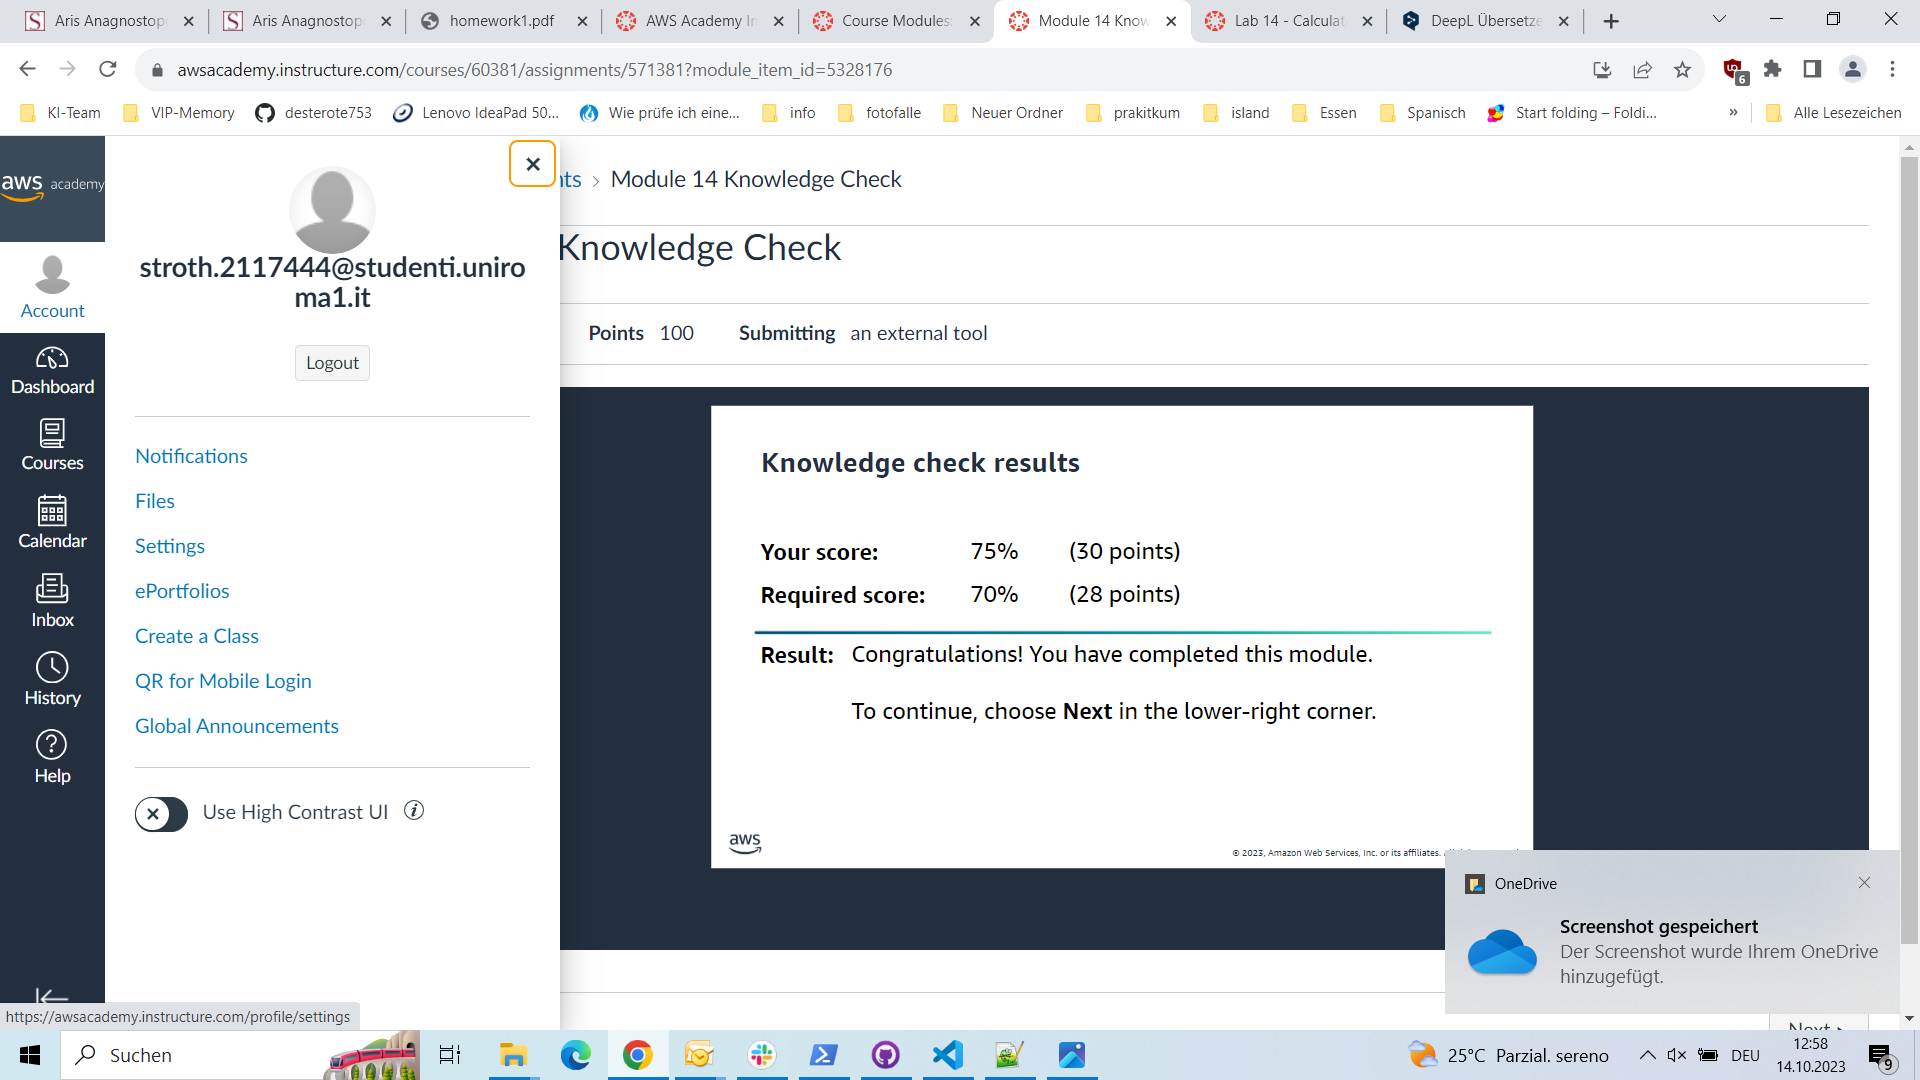 Aris Anagnostop
Aris Anagnostop
homework1.pdf
AWS Academy In
Course Modules:
Module 14 Know
Lab 14 - Calculat
DeepL Übersetze
awsacademy.instructure.com/courses/60381/assignments/571381?module_item_id=5328176
6
KI-Team
VIP-Memory
desterote753
Lenovo IdeaPad 50...
Wie prüfe ich eine...
info
fotofalle
Neuer Ordner
prakitkum
island
Essen
Spanisch
Start folding – Foldi...
»
Alle Lesezeichen
aws academy
Account
Dashboard
Courses
Calendar
Inbox
History
Help
stroth.2117444@studenti.uniro
ma1.it
Logout
Notifications
Files
Settings
ePortfolios
Create a Class
QR for Mobile Login
Global Announcements
Use High Contrast UI
nts › Module 14 Knowledge Check
Knowledge Check
Points 100 Submitting an external tool
Knowledge check results
Your score: 75% (30 points)
Required score: 70% (28 points)
Result: Congratulations! You have completed this module.
To continue, choose Next in the lower-right corner.
aws
© 2023, Amazon Web Services, Inc. or its affiliates.
OneDrive
Screenshot gespeichert
Der Screenshot wurde Ihrem OneDrive
hinzugefügt.
Next
https://awsacademy.instructure.com/profile/settings
Suchen
25°C Parzial. sereno
DEU
12:58
14.10.2023
9